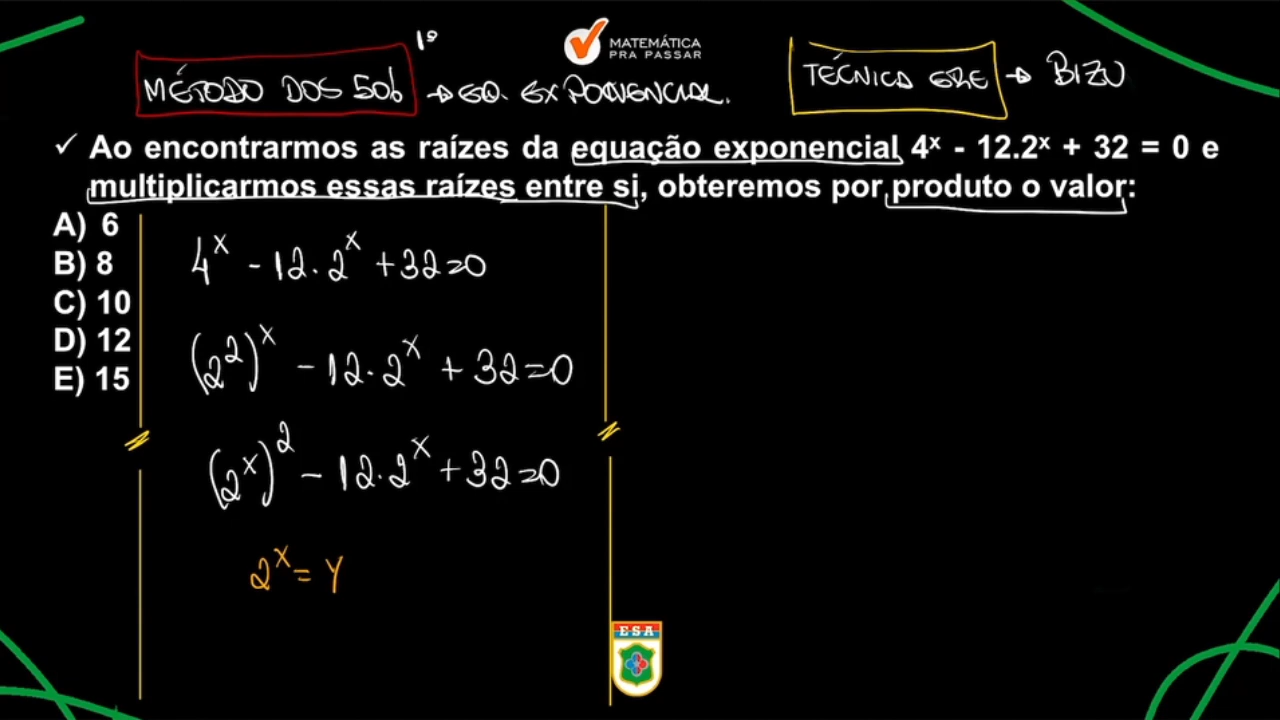 1º
MATEMÁTICA
PRA PASSAR
MÉTODO DOS 50% → EQ. EXPONENCIAL.
TÉCNICA GRE → BIZU
✓ Ao encontrarmos as raízes da equação exponencial 4ˣ - 12.2ˣ + 32 = 0 e
multiplicarmos essas raízes entre si, obteremos por produto o valor:
A) 6
B) 8
C) 10
D) 12
E) 15
4ˣ - 12. 2ˣ + 32=0
(2²)ˣ - 12. 2ˣ + 32=0
(2ˣ)² - 12. 2ˣ + 32=0
2ˣ = Y
ESA